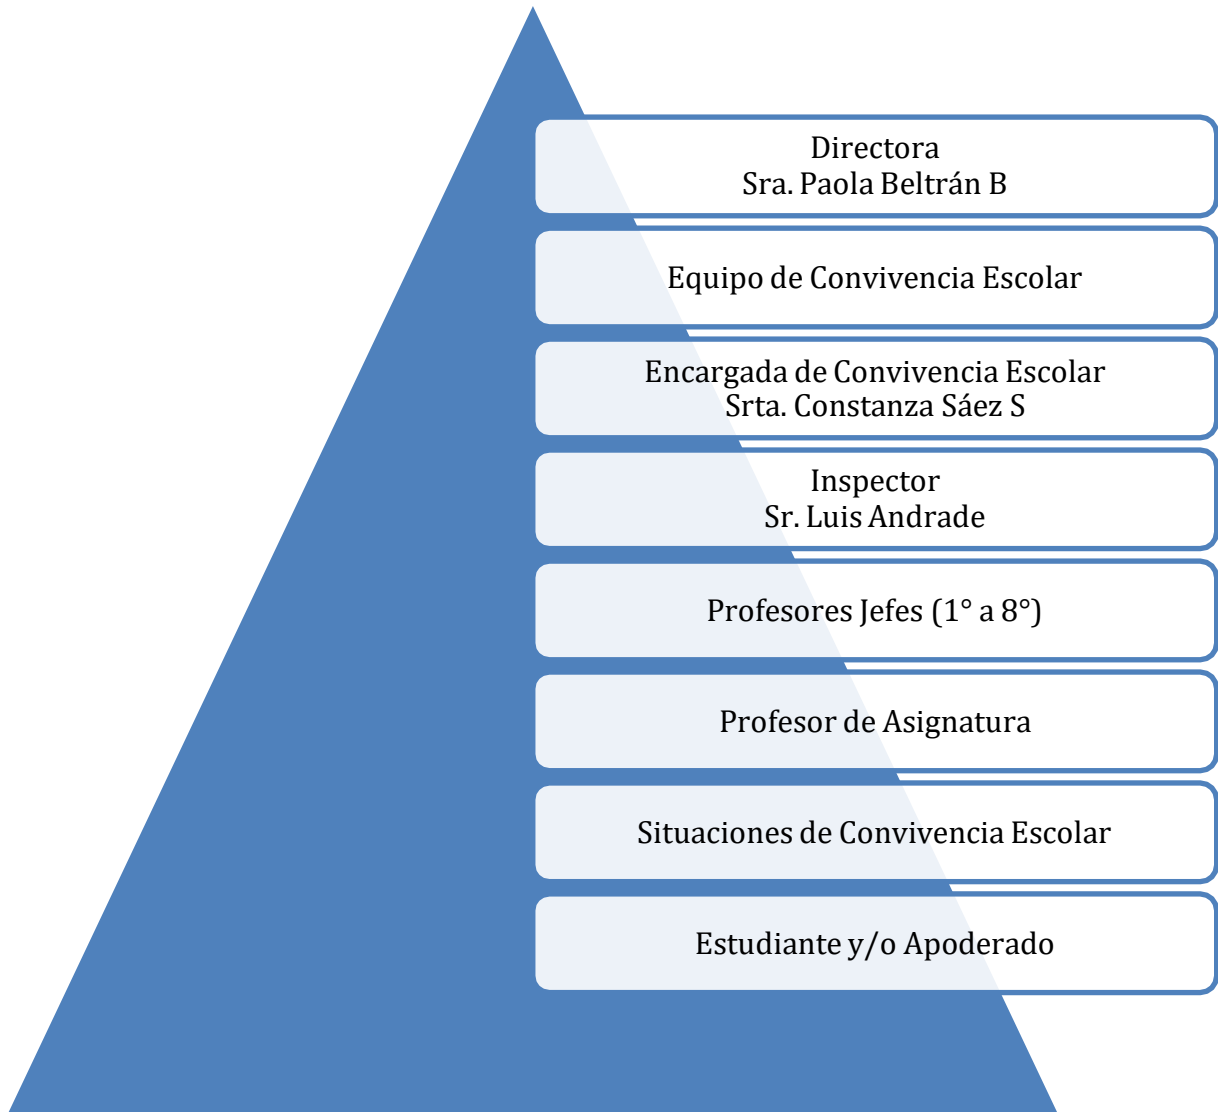 Directora
Sra. Paola Beltrán B
Equipo de Convivencia Escolar
Encargada de Convivencia Escolar
Srta. Constanza Sáez S
Inspector
Sr. Luis Andrade
Profesores Jefes (1° a 8°)
Profesor de Asignatura
Situaciones de Convivencia Escolar
Estudiante y/o Apoderado